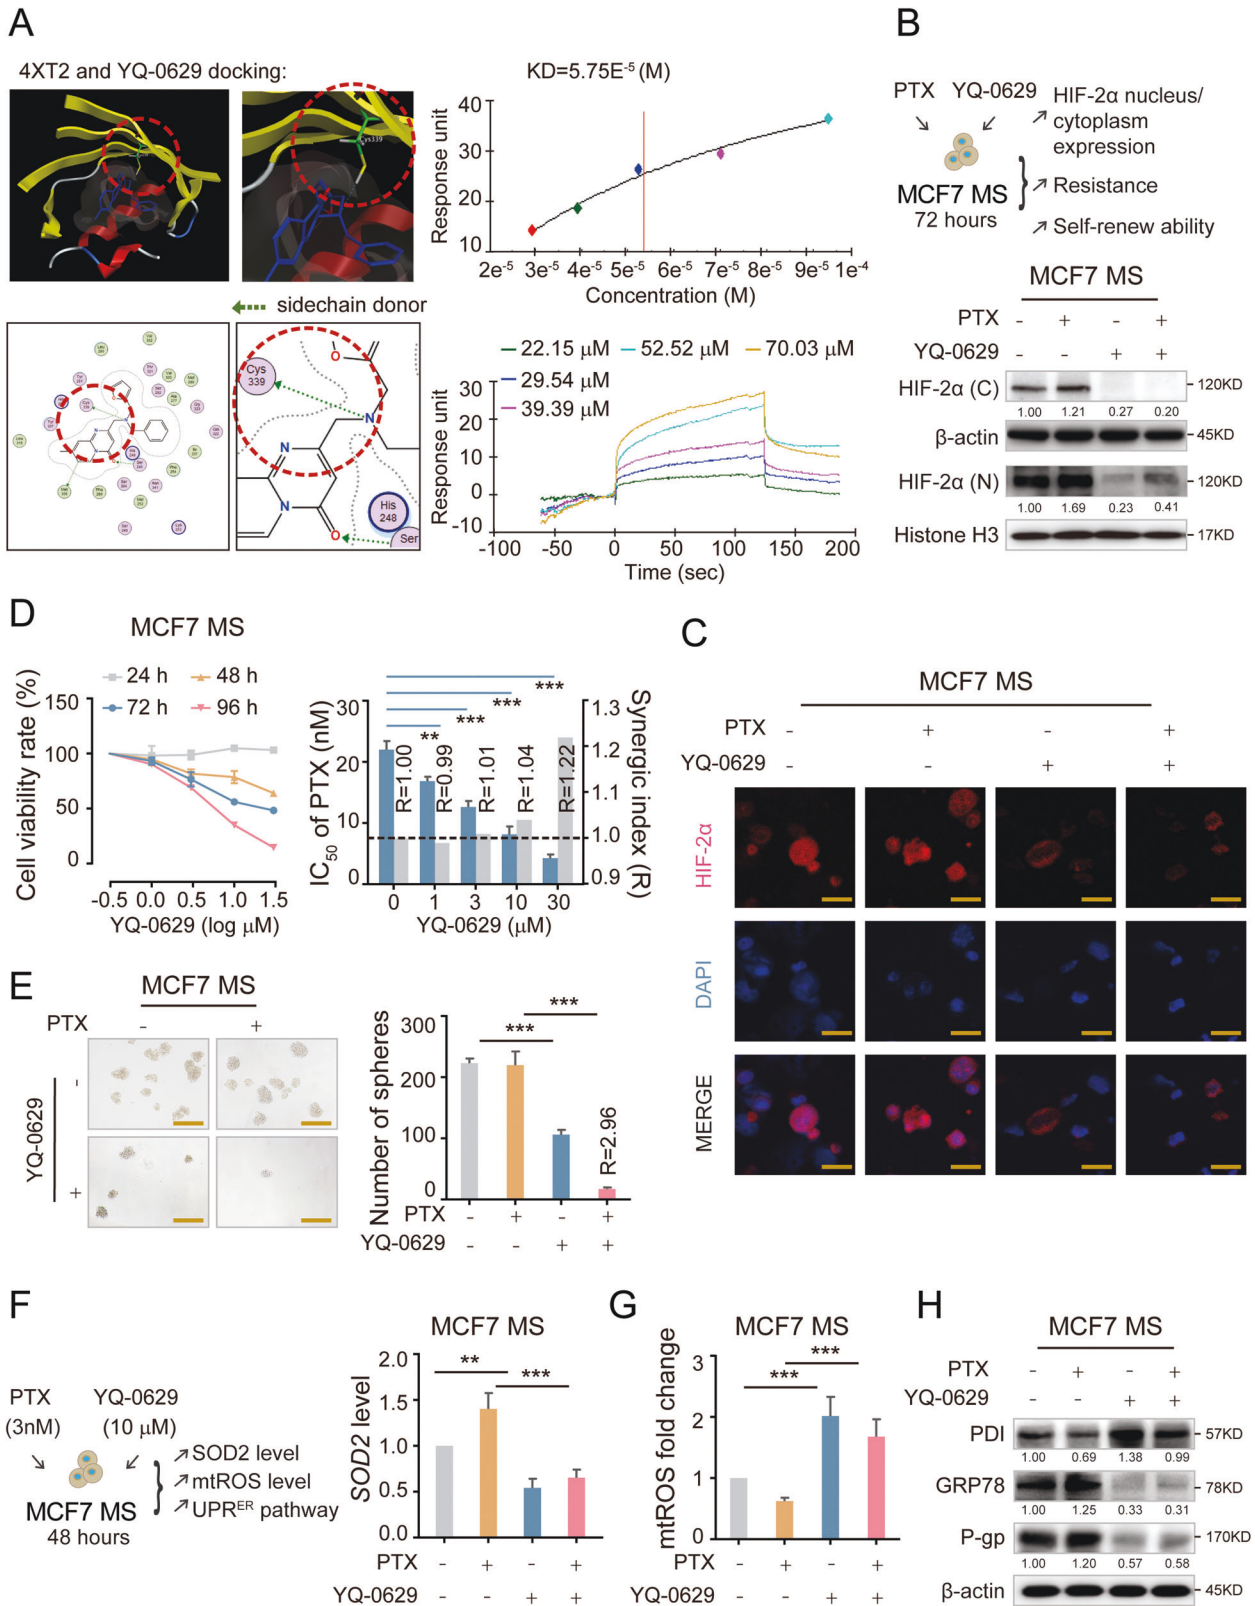 A
4XT2 and YQ-0629 docking:
Cys339
sidechain donor
Cys
339
His
248
Ser
KD=5.75E-5 (M)
Response unit
40
30
20
10
2e-5 3e-5 4e-5 5e-5 6e-5 7e-5 8e-5 9e-5 1e-4
Concentration (M)
22.15 μM 52.52 μM 70.03 μM
29.54 μM
39.39 μM
Response unit
30
20
10
0
-10
-100 -50 0 50 100 150 200
Time (sec)
N
N
N
O
O
B
PTX YQ-0629
MCF7 MS
72 hours
HIF-2α nucleus/
cytoplasm
expression
Resistance
Self-renew ability
MCF7 MS
PTX - + - +
YQ-0629 - - + +
HIF-2α (C) 120KD
1.00 1.21 0.27 0.20
β-actin 45KD
HIF-2α (N) 120KD
1.00 1.69 0.23 0.41
Histone H3 17KD
C
MCF7 MS
PTX - + - +
YQ-0629 - - + +
HIF-2α
DAPI
MERGE
D
MCF7 MS
24 h 48 h
72 h 96 h
Cell viability rate (%)
150
100
50
0
-0.5 0.0 0.5 1.0 1.5
YQ-0629 (log μM)
IC50 of PTX (nM)
30
20
10
0
** *** *** ***
R=1.00 R=0.99 R=1.01 R=1.04 R=1.22
0 1 3 10 30
YQ-0629 (μM)
1.3
1.2
1.1
1.0
0.9
Synergic index (R)
E
MCF7 MS
PTX - +
YQ-0629
-
+
Number of spheres
300
200
100
0
***
***
R=2.96
PTX - + - +
YQ-0629 - - + +
F
PTX YQ-0629
(3nM) (10 μM)
MCF7 MS
48 hours
SOD2 level
mtROS level
UPRER pathway
MCF7 MS
SOD2 level
2.0
1.5
1.0
0.5
0.0
** ***
PTX - + - +
YQ-0629 - - + +
G
MCF7 MS
mtROS fold change
3
2
1
0
*** ***
PTX - + - +
YQ-0629 - - + +
H
MCF7 MS
PTX - + - +
YQ-0629 - - + +
PDI 57KD
1.00 0.69 1.38 0.99
GRP78 78KD
1.00 1.25 0.33 0.31
P-gp 170KD
1.00 1.20 0.57 0.58
β-actin 45KD